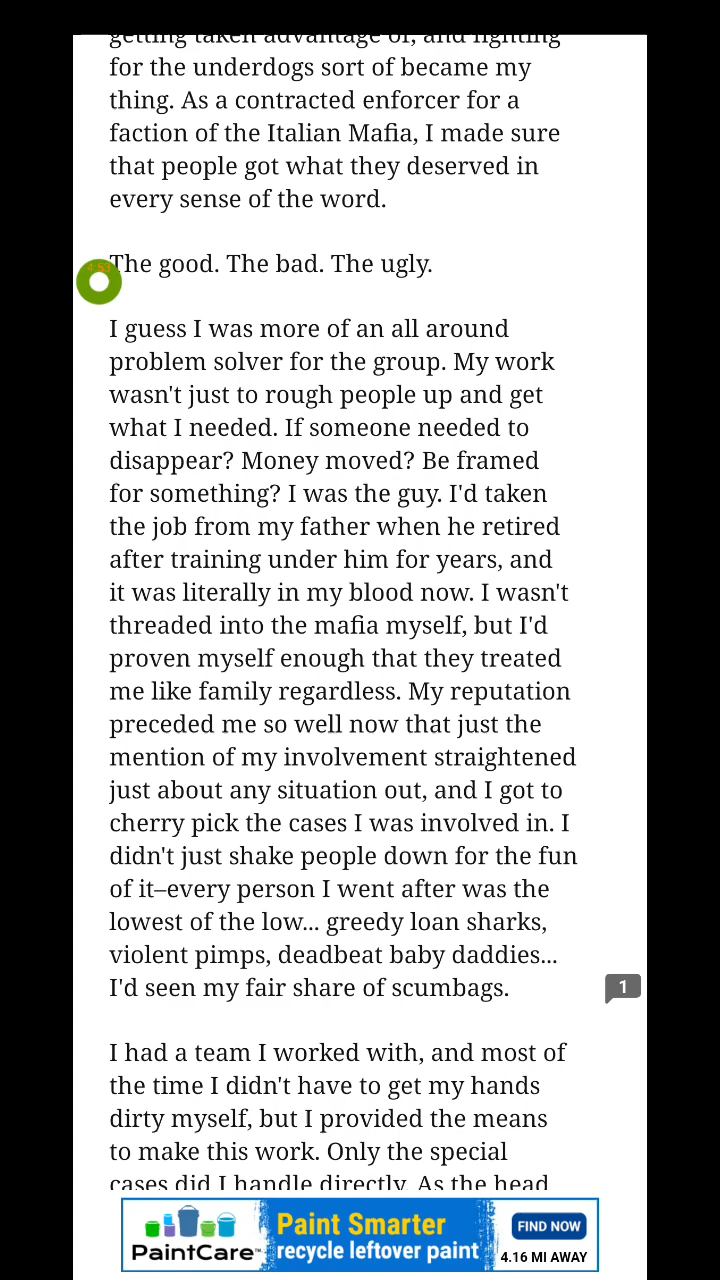 getting taken advantage of, and fighting
for the underdogs sort of became my
thing. As a contracted enforcer for a
faction of the Italian Mafia, I made sure
that people got what they deserved in
every sense of the word.
The good. The bad. The ugly.
4.53
I guess I was more of an all around
problem solver for the group. My work
wasn't just to rough people up and get
what I needed. If someone needed to
disappear? Money moved? Be framed
for something? I was the guy. I'd taken
the job from my father when he retired
after training under him for years, and
it was literally in my blood now. I wasn't
threaded into the mafia myself, but I'd
proven myself enough that they treated
me like family regardless. My reputation
preceded me so well now that just the
mention of my involvement straightened
just about any situation out, and I got to
cherry pick the cases I was involved in. I
didn't just shake people down for the fun
of it–every person I went after was the
lowest of the low... greedy loan sharks,
violent pimps, deadbeat baby daddies...
I'd seen my fair share of scumbags.
1
I had a team I worked with, and most of
the time I didn't have to get my hands
dirty myself, but I provided the means
to make this work. Only the special
cases did I handle directly. As the head
PaintCare™
Paint Smarter
recycle leftover paint
FIND NOW
4.16 MI AWAY